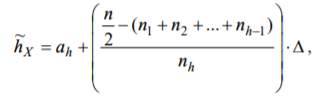 h̃_X = a_h + ( ( n/2 − (n_1 + n_2 + ... + n_{h–1}) ) / n_h ) · Δ ,